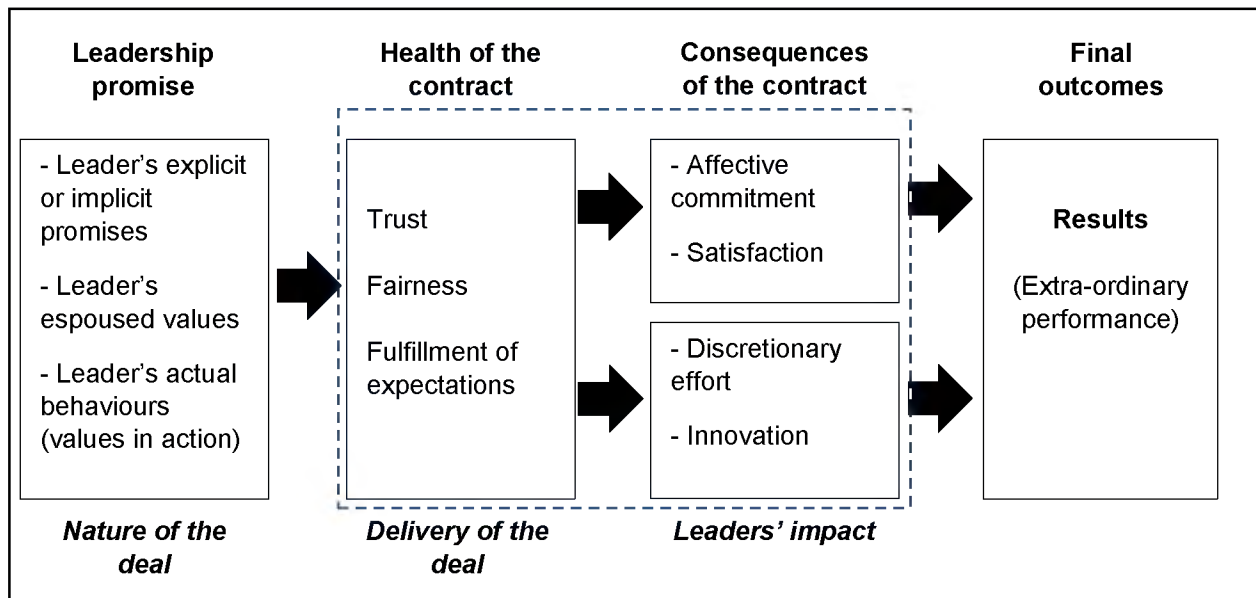 Leadership
promise
Health of the
contract
Consequences
of the contract
Final
outcomes
- Leader’s explicit
or implicit
promises
- Leader’s
espoused values
- Leader’s actual
behaviours
(values in action)
Trust
Fairness
Fulfillment of
expectations
- Affective
commitment
- Satisfaction
- Discretionary
effort
- Innovation
Results
(Extra-ordinary
performance)
Nature of the
deal
Delivery of the
deal
Leaders’ impact